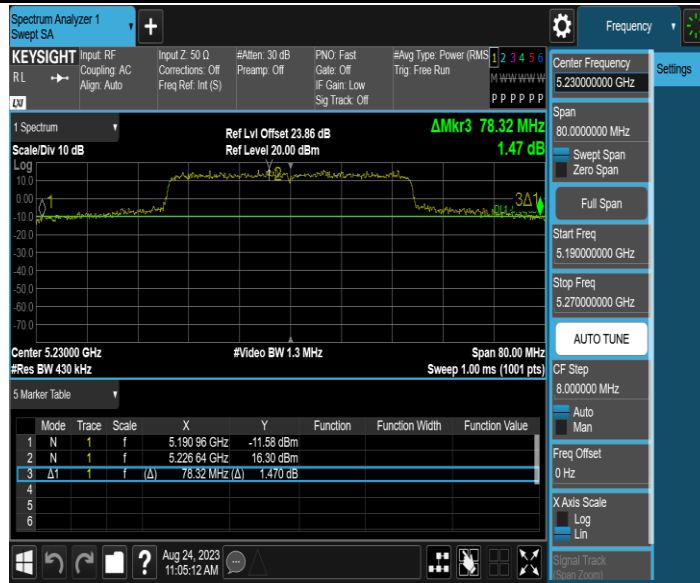 Spectrum Analyzer 1
Swept SA
+
Frequency
KEYSIGHT
RL
LXI
Input: RF
Coupling: AC
Align: Auto
Input Z: 50 Ω
Corrections: Off
Freq Ref: Int (S)
#Atten: 30 dB
Preamp: Off
PNO: Fast
Gate: Off
IF Gain: Low
Sig Track: Off
#Avg Type: Power (RMS
Trig: Free Run
1 2 3 4 5 6
M W W W W W
P P P P P P
1 Spectrum
Scale/Div 10 dB
Ref Lvl Offset 23.86 dB
Ref Level 20.00 dBm
ΔMkr3 78.32 MHz
1.47 dB
Log
10.0
0.00
-10.0
-20.0
-30.0
-40.0
-50.0
-60.0
-70.0
1
2
3Δ1
Center 5.23000 GHz
#Video BW 1.3 MHz
Span 80.00 MHz
#Res BW 430 kHz
Sweep 1.00 ms (1001 pts)
5 Marker Table
Mode Trace Scale X Y Function Function Width Function Value
1 N 1 f 5.190 96 GHz -11.58 dBm
2 N 1 f 5.226 64 GHz 16.30 dBm
3 Δ1 1 f (Δ) 78.32 MHz (Δ) 1.470 dB
4
5
6
?
Aug 24, 2023
11:05:12 AM
Center Frequency
5.230000000 GHz
Span
80.0000000 MHz
Swept Span
Zero Span
Full Span
Start Freq
5.190000000 GHz
Stop Freq
5.270000000 GHz
AUTO TUNE
CF Step
8.000000 MHz
Auto
Man
Freq Offset
0 Hz
X Axis Scale
Log
Lin
Signal Track
(Span Zoom)
Settings